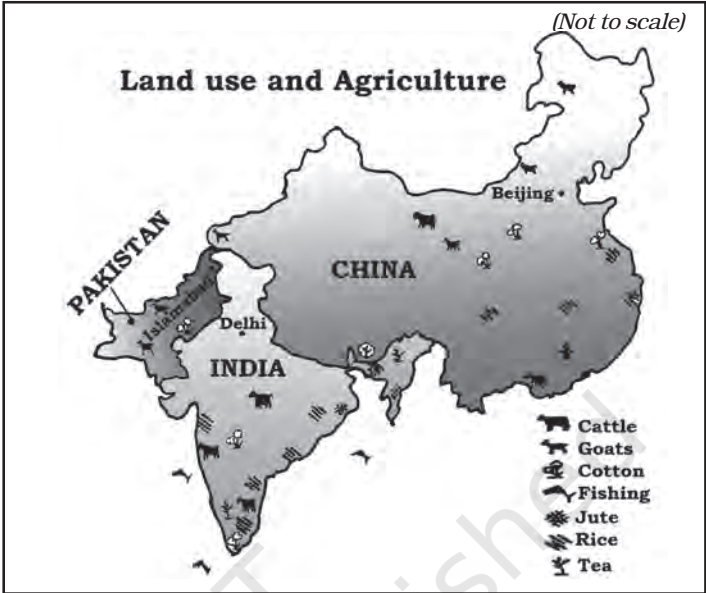 (Not to scale)
Land use and Agriculture
Beijing
PAKISTAN
CHINA
Islamabad
Delhi
INDIA
Cattle
Goats
Cotton
Fishing
Jute
Rice
Tea